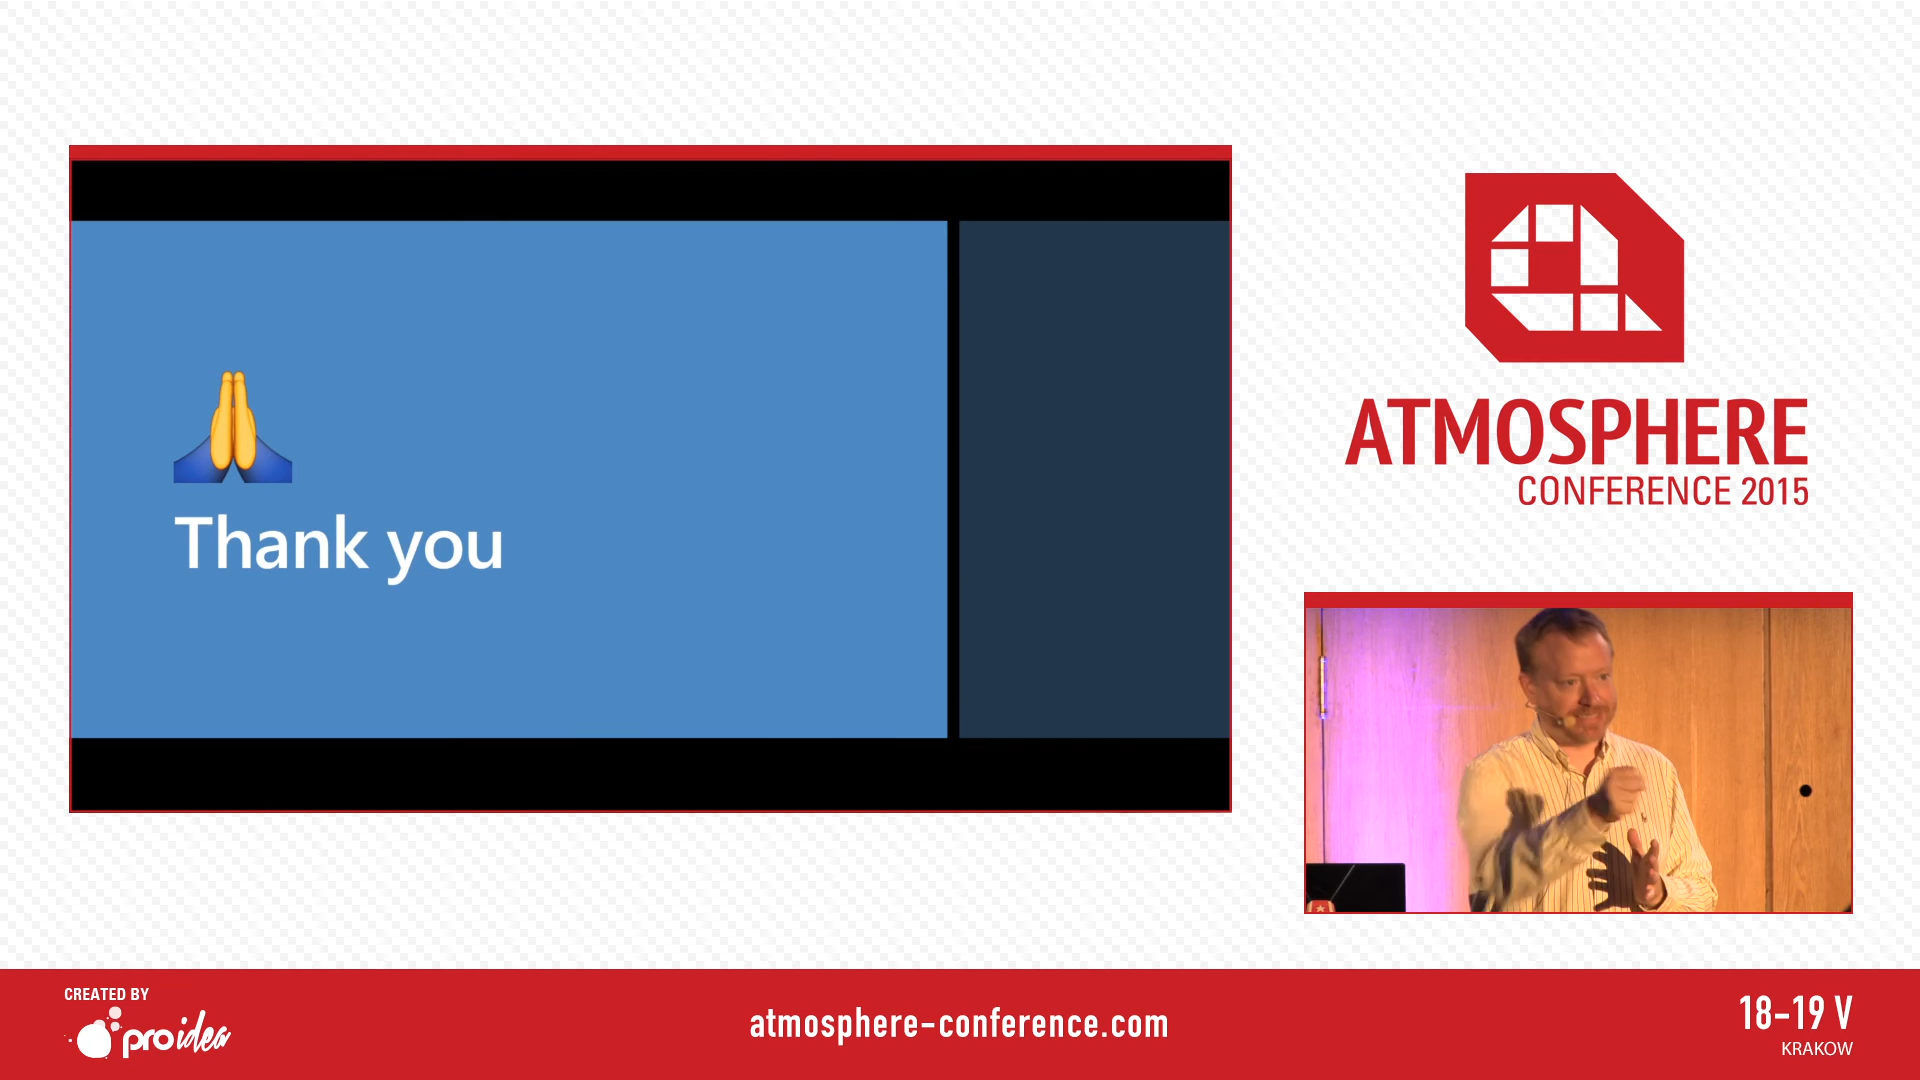 Thank you
ATMOSPHERE
CONFERENCE 2015
CREATED BY
proidea
atmosphere-conference.com
18-19 V
KRAKOW